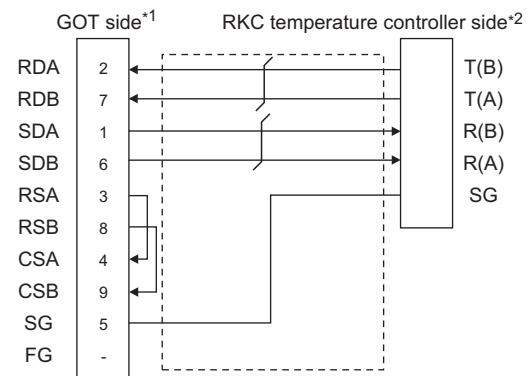 GOT side*1 RKC temperature controller side*2
RDA 2 T(B)
RDB 7 T(A)
SDA 1 R(B)
SDB 6 R(A)
RSA 3 SG
RSB 8
CSA 4
CSB 9
SG 5
FG -